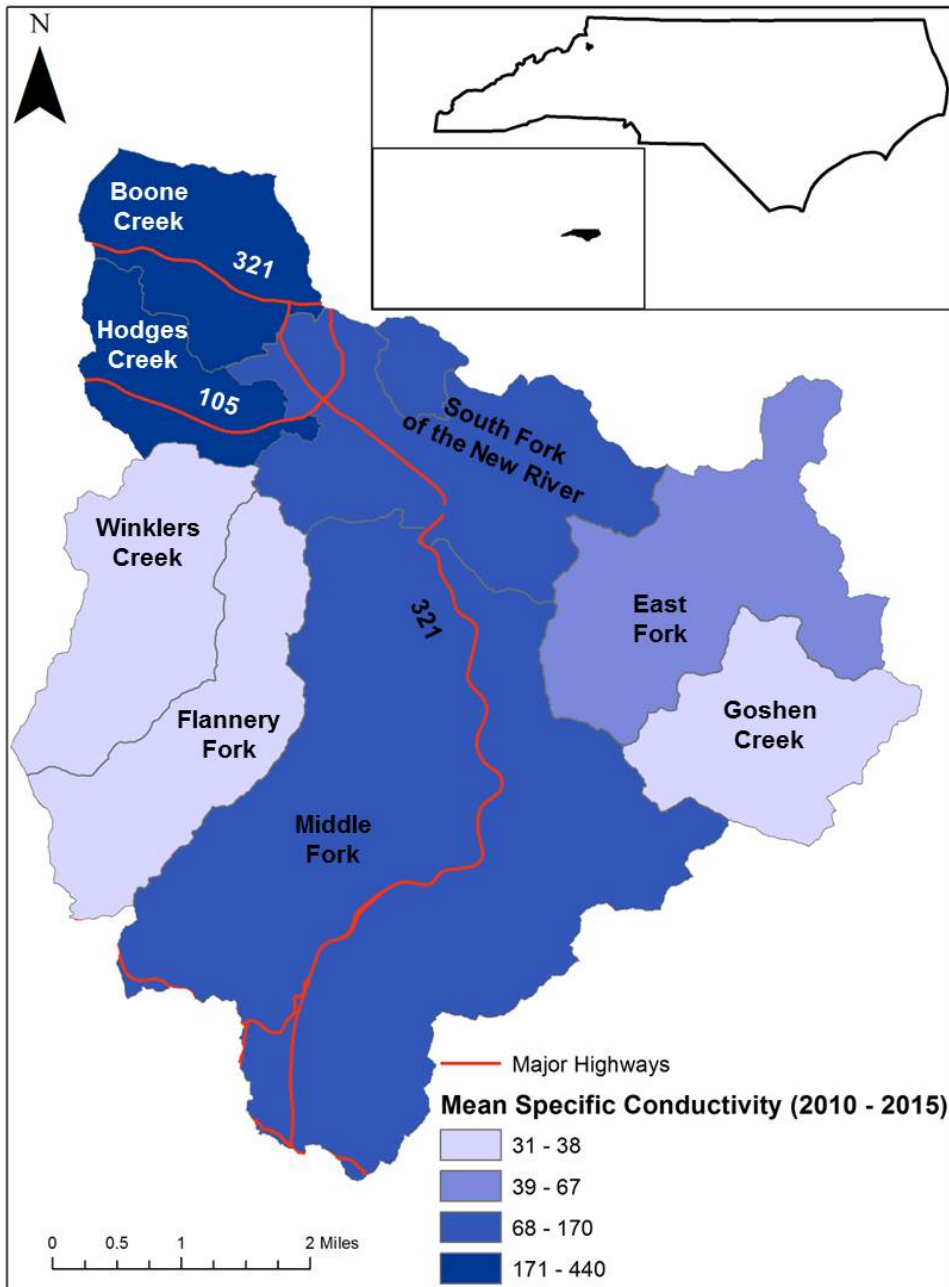 N
Boone
Creek
321
Hodges
Creek
105
South Fork
of the New River
Winklers
Creek
321
East
Fork
Flannery
Fork
Goshen
Creek
Middle
Fork
Major Highways
Mean Specific Conductivity (2010 - 2015)
31 - 38
39 - 67
68 - 170
171 - 440
0 0.5 1 2 Miles